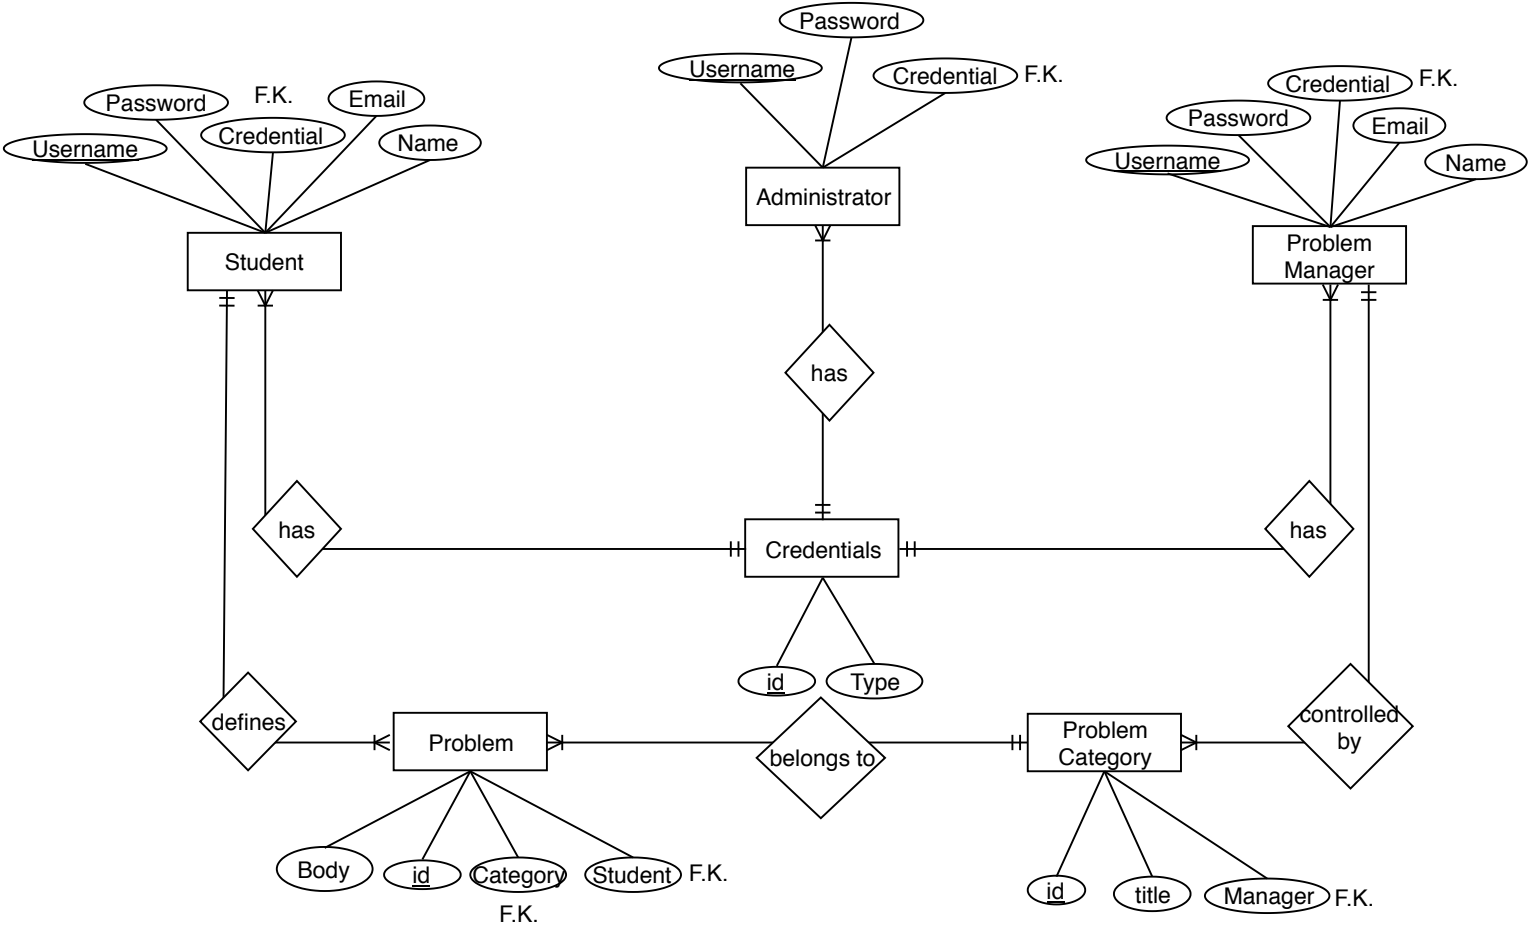 Password
Username
Credential
F.K.
Administrator
Password
F.K.
Email
Username
Credential
Name
Student
Credential
F.K.
Password
Email
Username
Name
Problem
Manager
has
has
has
Credentials
id
Type
defines
Problem
belongs to
Problem
Category
controlled
by
Body
id
Category
F.K.
Student
F.K.
id
title
Manager
F.K.